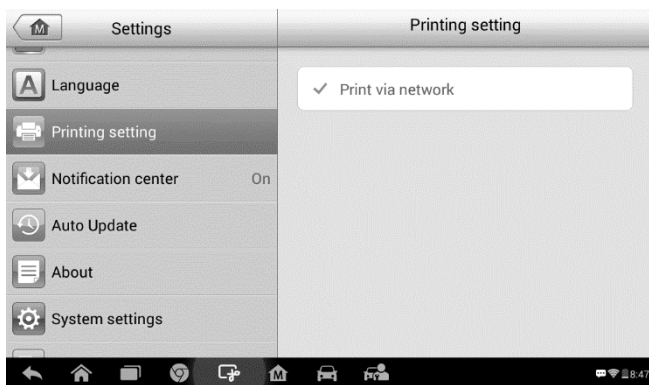 Settings
Printing setting
Language
Print via network
Printing setting
Notification center On
Auto Update
About
System settings
8:47